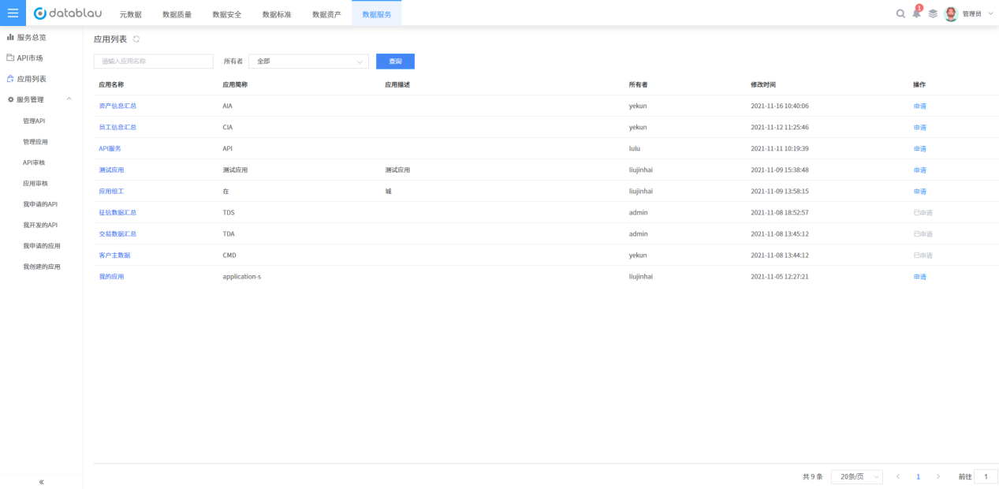 datablau 元数据 数据质量 数据安全 数据标准 数据资产 数据服务 1 管理员
服务总览
API市场
应用列表
服务管理
管理API
管理应用
API审核
应用审核
我申请的API
我开发的API
我申请的应用
我创建的应用
应用列表
请输入应用名称 所有者 全部 查询
应用名称 应用简称 应用描述 所有者 修改时间 操作
资产信息汇总 AIA yekun 2021-11-16 10:40:06 申请
员工信息汇总 CIA yekun 2021-11-12 11:25:46 申请
API服务 API lulu 2021-11-11 10:19:39 申请
测试应用 测试应用 测试应用 liujinhai 2021-11-09 15:38:48 申请
应用组工 在 城 liujinhai 2021-11-09 13:58:15 申请
征信数据汇总 TDS admin 2021-11-08 18:52:57 已申请
交易数据汇总 TDA admin 2021-11-08 13:45:12 已申请
客户主数据 CMD yekun 2021-11-08 13:44:12 已申请
我的应用 application-s liujinhai 2021-11-05 12:27:21 申请
共 9 条 20条/页 1 前往 1